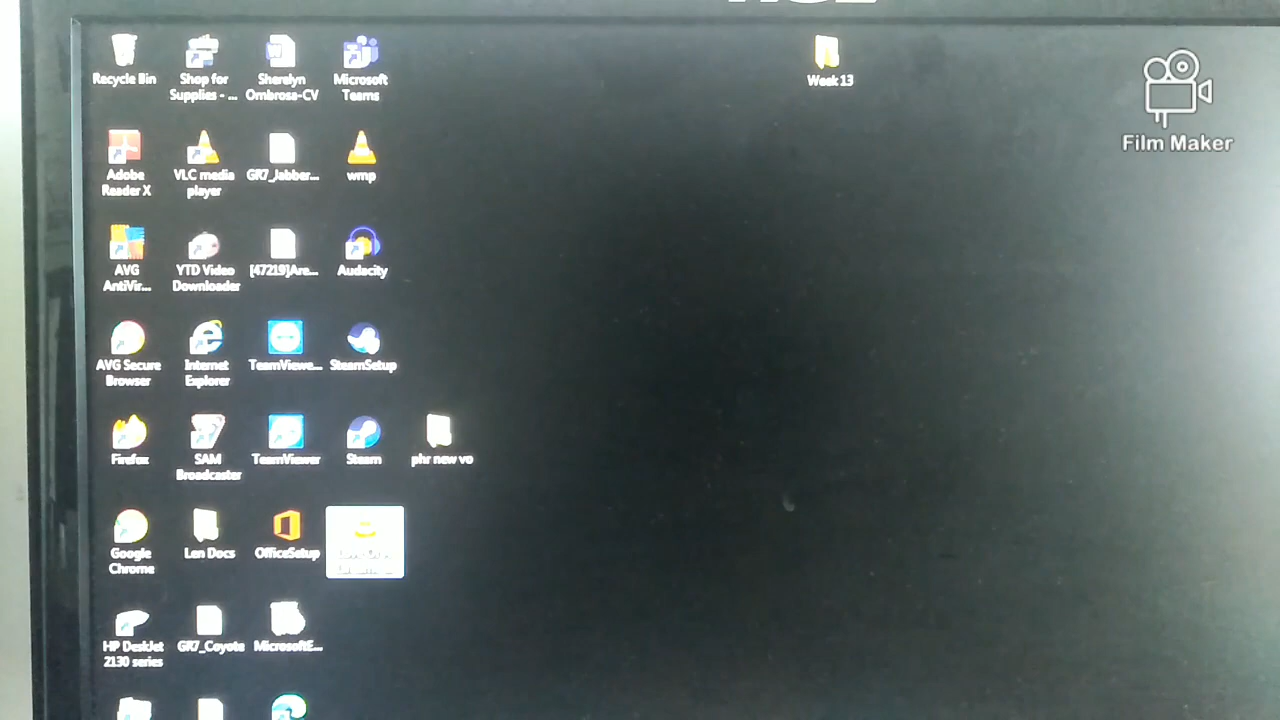 Recycle Bin
Shop for
Supplies - ...
Sherelyn
Ombrosa-CV
Microsoft
Teams
Week 13
Film Maker
Adobe
Reader X
VLC media
player
GR7_Jabber...
wmp
AVG
AntiVir...
YTD Video
Downloader
[47219]Are...
Audacity
AVG Secure
Browser
Internet
Explorer
TeamViewe...
SteamSetup
Firefox
SAM
Broadcaster
TeamViewer
Steam
phr new vo
Google
Chrome
Len Docs
OfficeSetup
HP DeskJet
2130 series
GR7_Coyote
MicrosoftE...